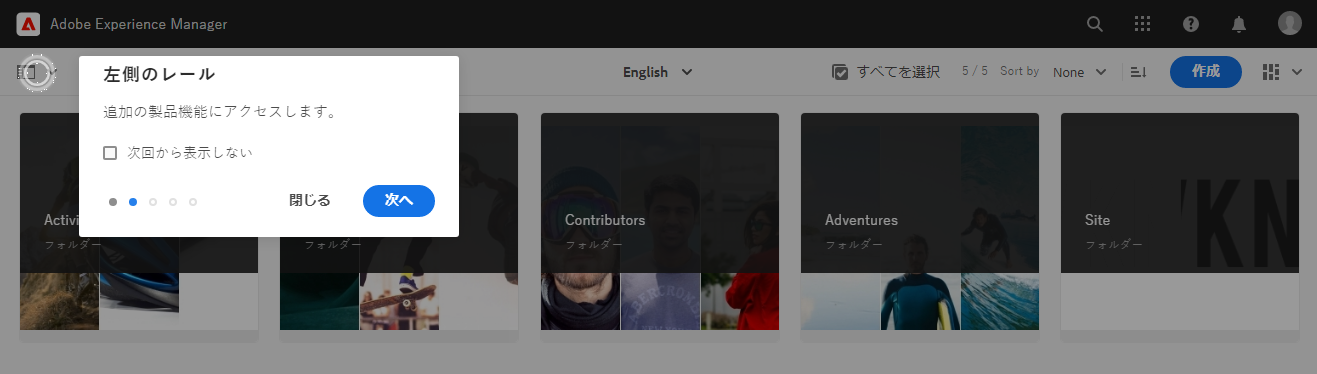 Adobe Experience Manager
English
すべてを選択
5 / 5
Sort by
None
作成
左側のレール
追加の製品機能にアクセスします。
次回から表示しない
閉じる
次へ
フォルダー
フォルダー
Contributors
フォルダー
Adventures
フォルダー
Site
フォルダー
ABERCROMBIE